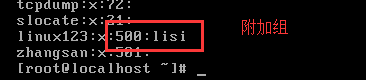 tcpdump:x:72:
slocate:x:21:
linux123:x:500:lisi
附加组
zhangsan:x:501:
[root@localhost ~]# _